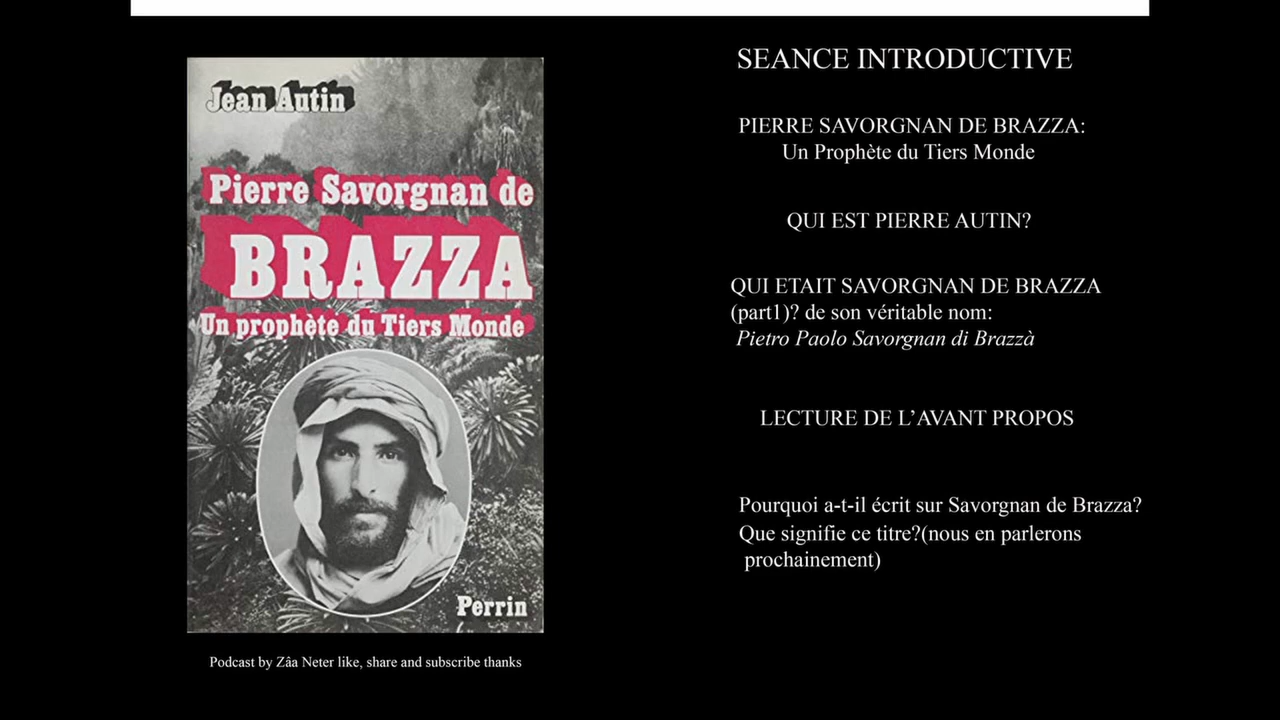 Jean Autin
Pierre Savorgnan de
BRAZZA
Un prophète du Tiers Monde
Perrin
Podcast by Zâa Neter like, share and subscribe thanks
SEANCE INTRODUCTIVE
PIERRE SAVORGNAN DE BRAZZA:
Un Prophète du Tiers Monde
QUI EST PIERRE AUTIN?
QUI ETAIT SAVORGNAN DE BRAZZA
(part1)? de son véritable nom:
Pietro Paolo Savorgnan di Brazzà
LECTURE DE L’AVANT PROPOS
Pourquoi a-t-il écrit sur Savorgnan de Brazza?
Que signifie ce titre?(nous en parlerons
prochainement)